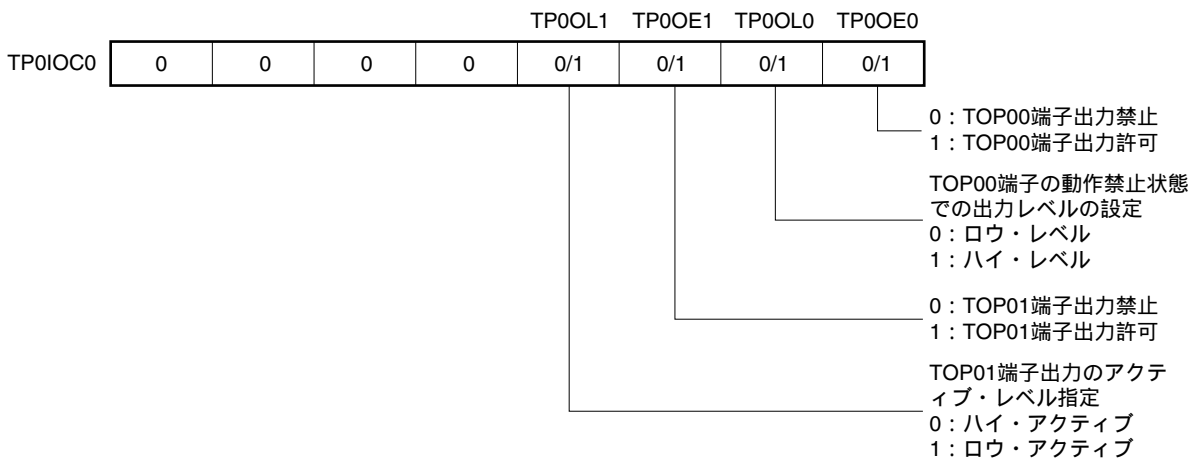 TP0OL1 TP0OE1 TP0OL0 TP0OE0
TP0IOC0 0 0 0 0 0/1 0/1 0/1 0/1
0：TOP00端子出力禁止
1：TOP00端子出力許可
TOP00端子の動作禁止状態
での出力レベルの設定
0：ロウ・レベル
1：ハイ・レベル
0：TOP01端子出力禁止
1：TOP01端子出力許可
TOP01端子出力のアクテ
ィブ・レベル指定
0：ハイ・アクティブ
1：ロウ・アクティブ